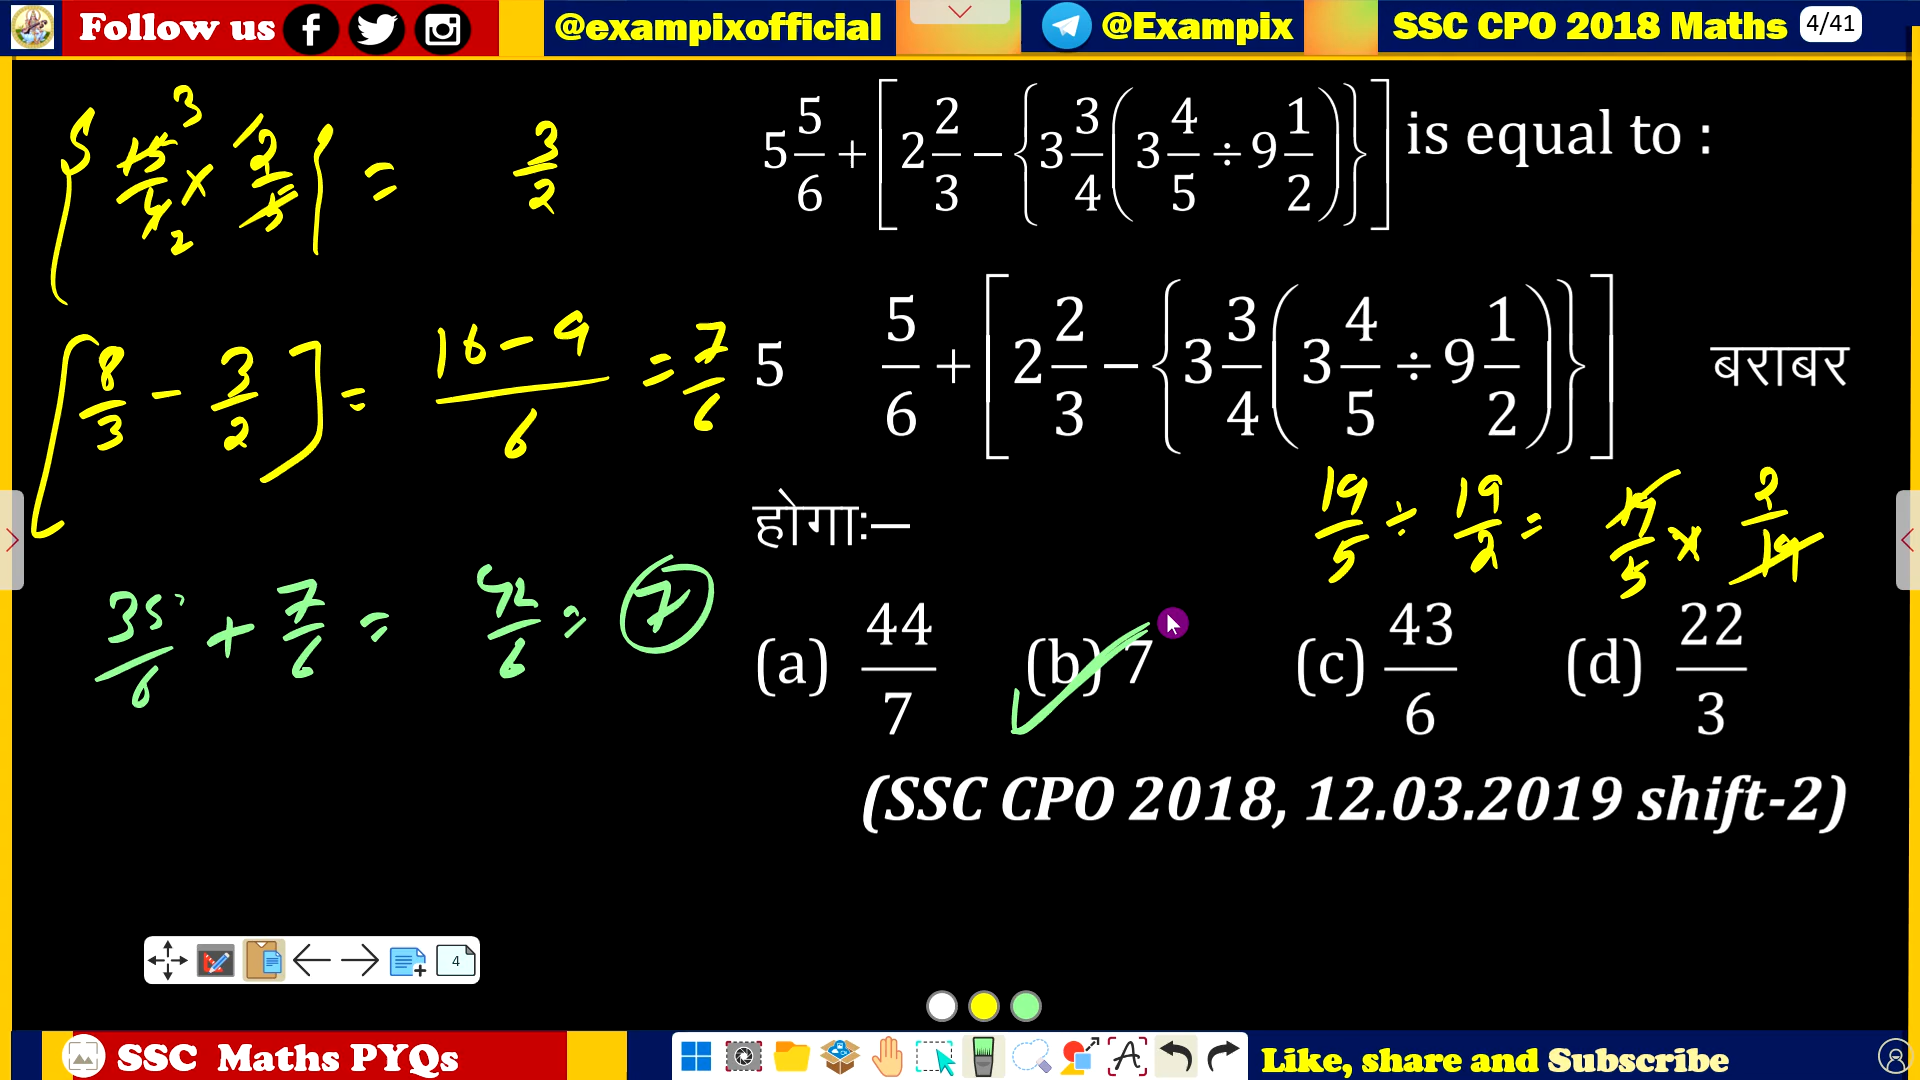 Follow us @exampixofficial @Exampix SSC CPO 2018 Maths 4/41
5 5/6 + [2 2/3 − {3 3/4 (3 4/5 ÷ 9 1/2)}] is equal to :
5 5/6 + [2 2/3 − {3 3/4 (3 4/5 ÷ 9 1/2)}] बराबर
होगाः—
(a) 44/7 (b) 7 (c) 43/6 (d) 22/3
(SSC CPO 2018, 12.03.2019 shift-2)
19/5 ÷ 19/2 = 19/5 × 2/19
{15/4 × 2/5} = 3/2
3
2
[8/3 − 3/2] = 16−9/6 = 7/6
35/6 + 7/6 = 42/6 = 7
4
SSC Maths PYQs
Like, share and Subscribe